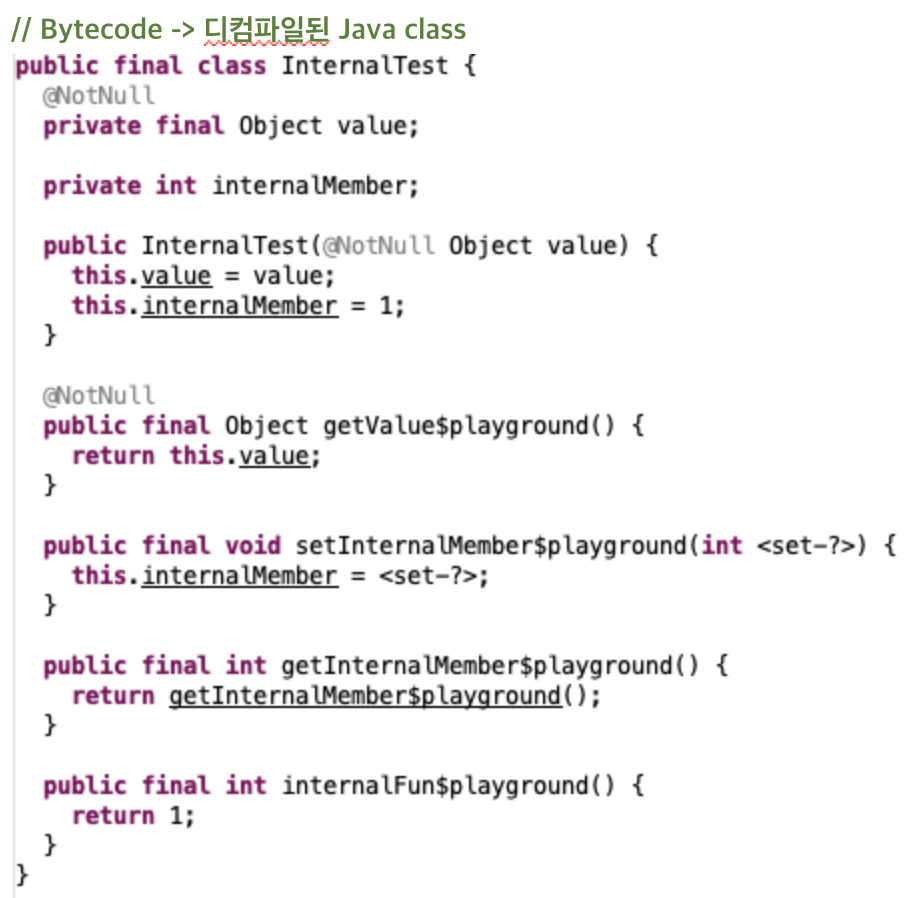 // Bytecode -> 디컴파일된 Java class
public final class InternalTest {
@NotNull
private final Object value;
private int internalMember;
public InternalTest(@NotNull Object value) {
this.value = value;
this.internalMember = 1;
}
@NotNull
public final Object getValue$playground() {
return this.value;
}
public final void setInternalMember$playground(int <set-?>) {
this.internalMember = <set-?>;
}
public final int getInternalMember$playground() {
return getInternalMember$playground();
}
public final int internalFun$playground() {
return 1;
}
}